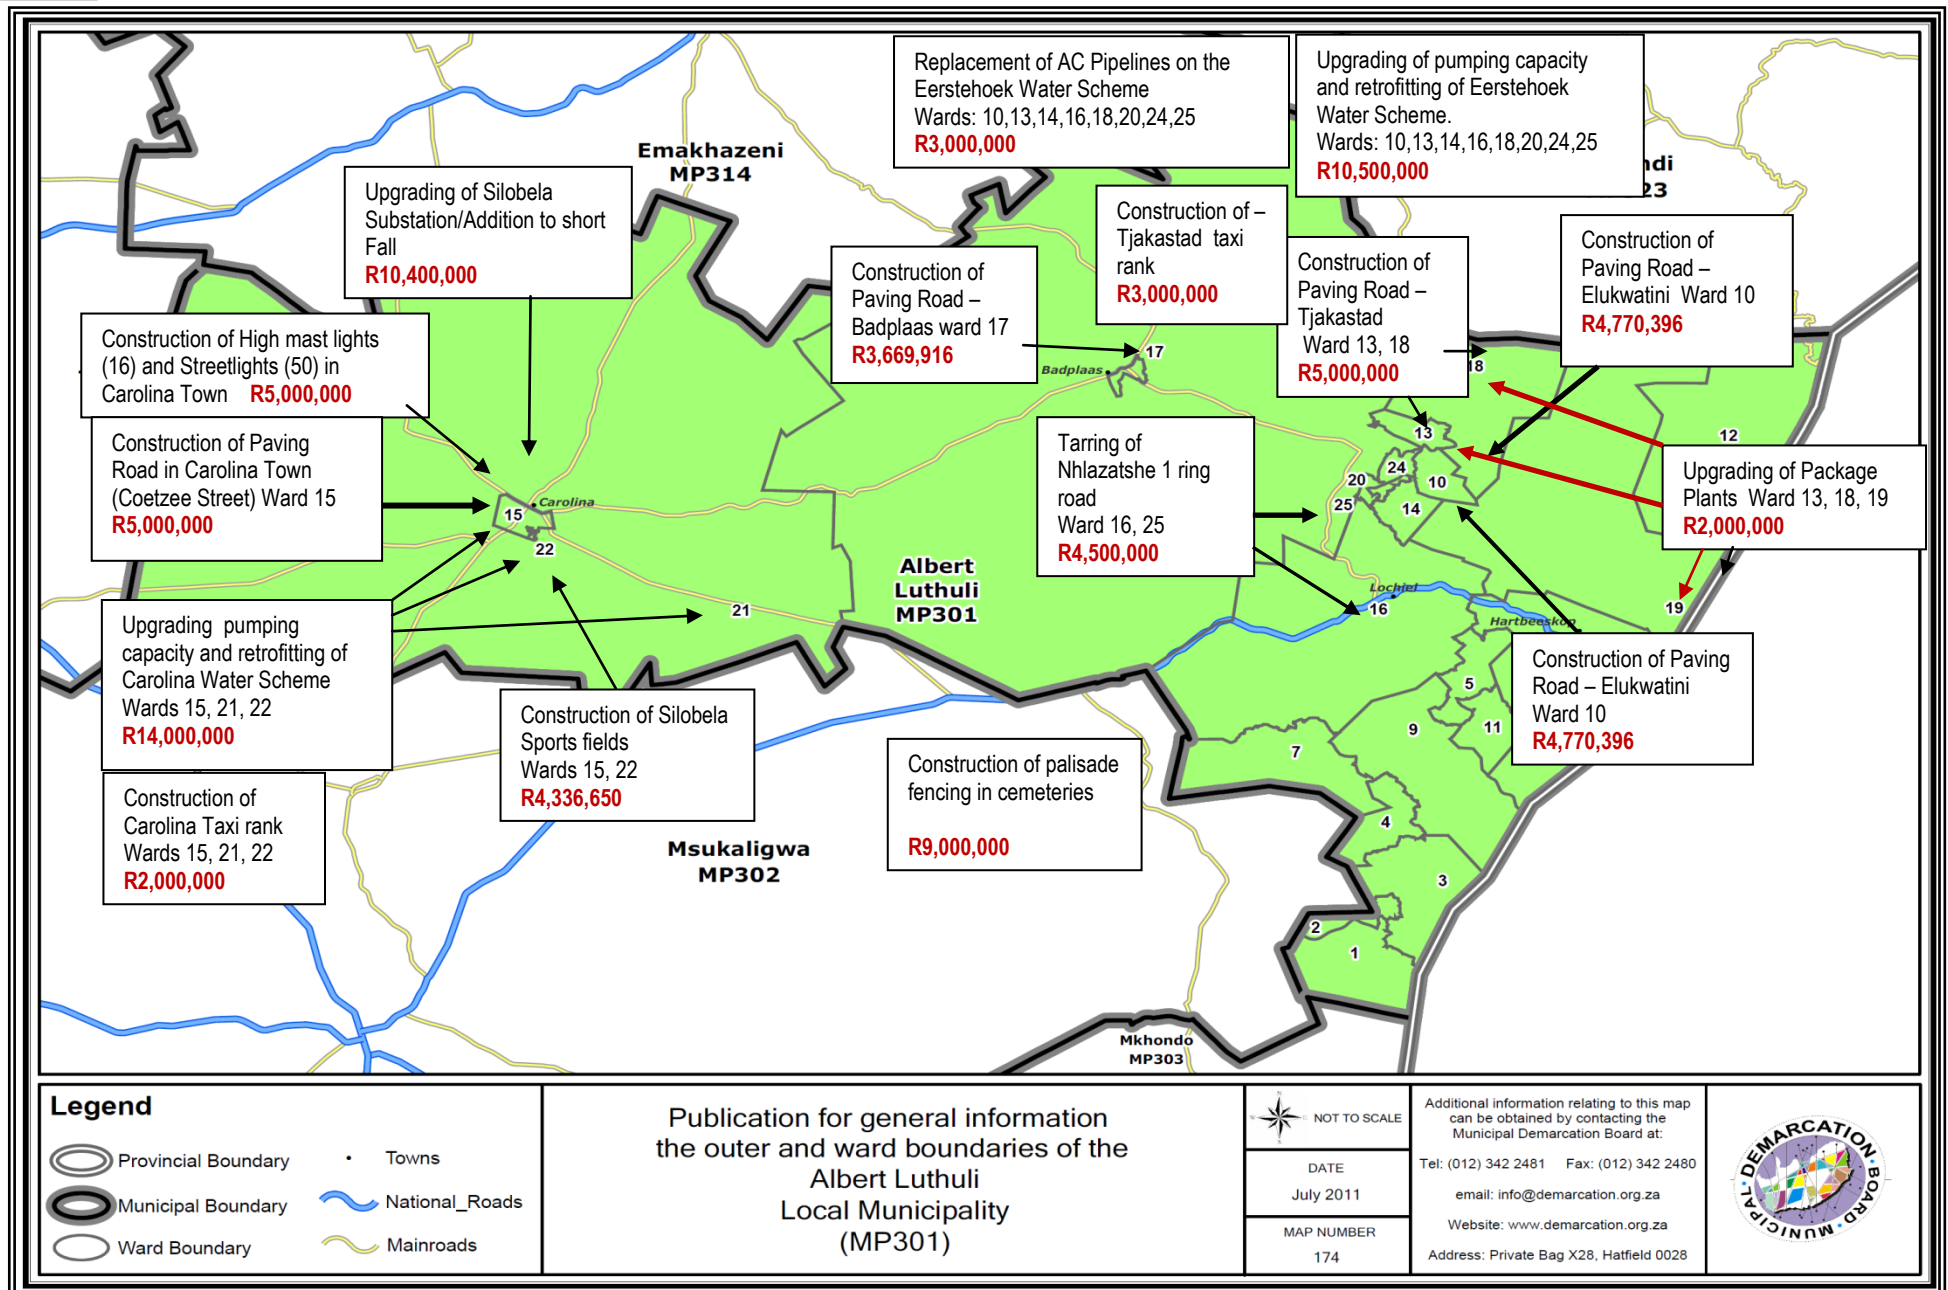 Replacement of AC Pipelines on the
Eerstehoek Water Scheme
Wards: 10,13,14,16,18,20,24,25
R3,000,000
Upgrading of pumping capacity
and retrofitting of Eerstehoek
Water Scheme.
Wards: 10,13,14,16,18,20,24,25
R10,500,000
ndi
23
Emakhazeni
MP314
Upgrading of Silobela
Substation/Addition to short
Fall
R10,400,000
Construction of –
Tjakastad taxi
rank
R3,000,000
Construction of
Paving Road –
Badplaas ward 17
R3,669,916
Construction of
Paving Road –
Tjakastad
Ward 13, 18
R5,000,000
Construction of
Paving Road –
Elukwatini Ward 10
R4,770,396
Construction of High mast lights
(16) and Streetlights (50) in
Carolina Town R5,000,000
17
Badplaas
18
Construction of Paving
Road in Carolina Town
(Coetzee Street) Ward 15
R5,000,000
Tarring of
Nhlazatshe 1 ring
road
Ward 16, 25
R4,500,000
13
12
24
20
10
25
14
Upgrading of Package
Plants Ward 13, 18, 19
R2,000,000
Carolina
15
22
21
Albert
Luthuli
MP301
Lochiel
16
19
Hartbeeskop
Upgrading pumping
capacity and retrofitting of
Carolina Water Scheme
Wards 15, 21, 22
R14,000,000
Construction of Silobela
Sports fields
Wards 15, 22
R4,336,650
Construction of Paving
Road – Elukwatini
Ward 10
R4,770,396
5
11
9
7
Construction of palisade
fencing in cemeteries
R9,000,000
Construction of
Carolina Taxi rank
Wards 15, 21, 22
R2,000,000
Msukaligwa
MP302
4
3
2
1
Mkhondo
MP303
Legend
Provincial Boundary
Municipal Boundary
Ward Boundary
Towns
National_Roads
Mainroads
Publication for general information
the outer and ward boundaries of the
Albert Luthuli
Local Municipality
(MP301)
NOT TO SCALE
DATE
July 2011
MAP NUMBER
174
Additional information relating to this map
can be obtained by contacting the
Municipal Demarcation Board at:
Tel: (012) 342 2481 Fax: (012) 342 2480
email: info@demarcation.org.za
Website: www.demarcation.org.za
Address: Private Bag X28, Hatfield 0028
MUNICIPAL • DEMARCATION • BOARD